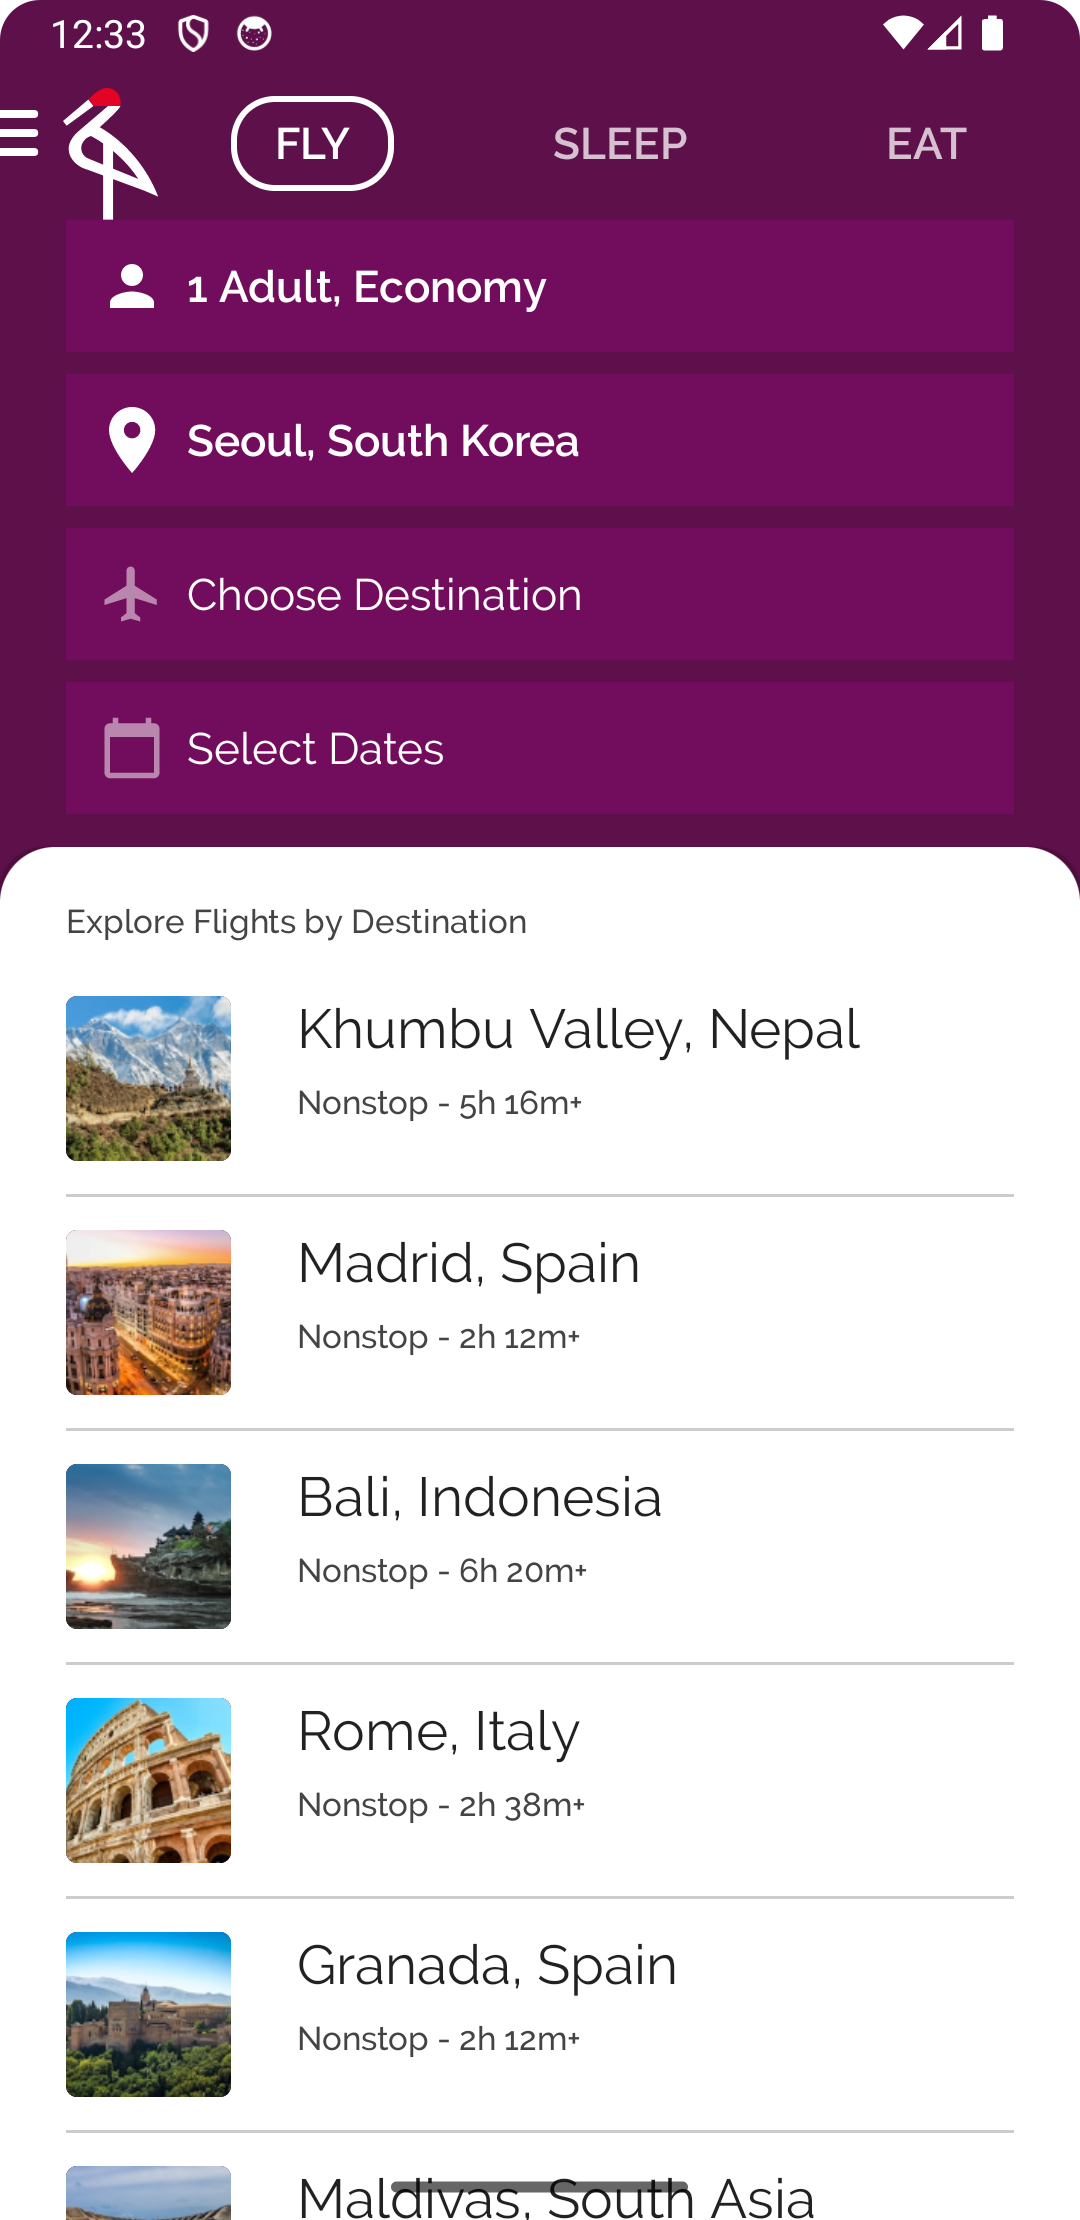 12:33
FLY
SLEEP
EAT
1 Adult, Economy
Seoul, South Korea
Choose Destination
Select Dates
Explore Flights by Destination
Khumbu Valley, Nepal
Nonstop - 5h 16m+
Madrid, Spain
Nonstop - 2h 12m+
Bali, Indonesia
Nonstop - 6h 20m+
Rome, Italy
Nonstop - 2h 38m+
Granada, Spain
Nonstop - 2h 12m+
Maldivas, South Asia